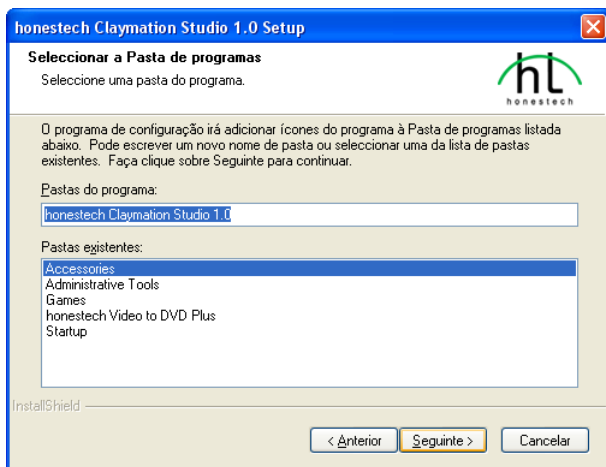 honestech Claymation Studio 1.0 Setup
Seleccionar a Pasta de programas
Seleccione uma pasta do programa.
ht
honestech
O programa de configuração irá adicionar ícones do programa à Pasta de programas listada
abaixo. Pode escrever um novo nome de pasta ou seleccionar uma da lista de pastas
existentes. Faça clique sobre Seguinte para continuar.
Pastas do programa:
honestech Claymation Studio 1.0
Pastas existentes:
Accessories
Administrative Tools
Games
honestech Video to DVD Plus
Startup
InstallShield
< Anterior
Seguinte >
Cancelar